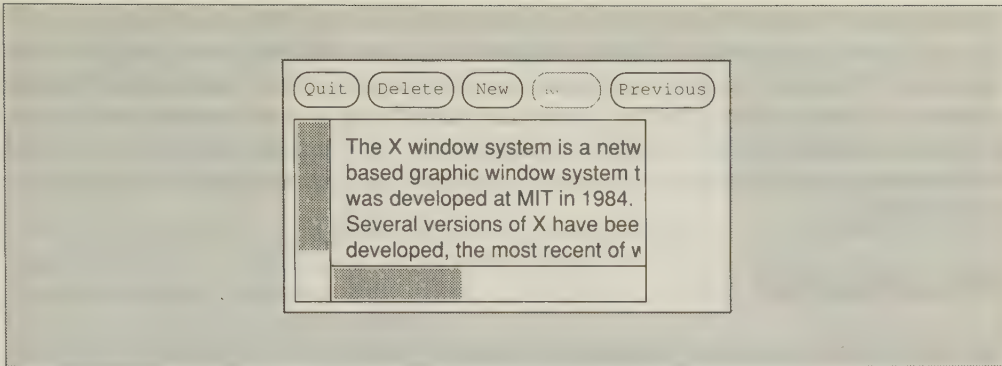 Quit Delete New Previous
The X window system is a netw
based graphic window system t
was developed at MIT in 1984.
Several versions of X have bee
developed, the most recent of w